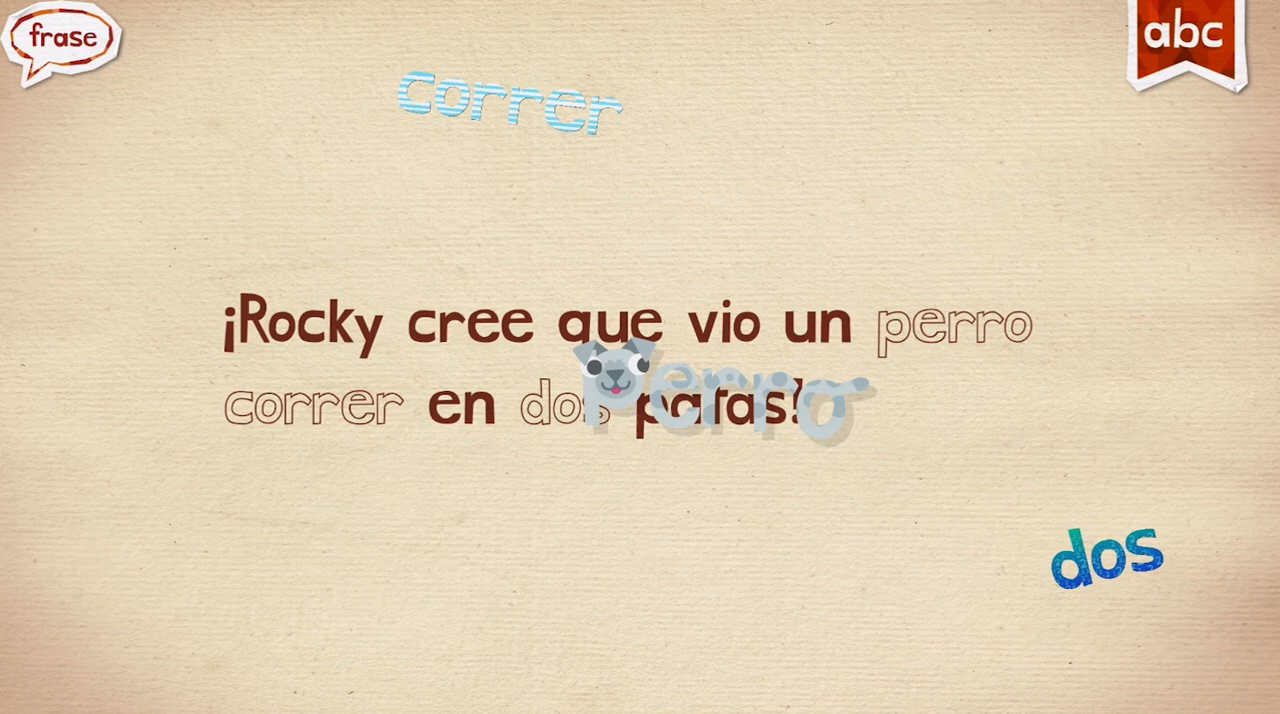 frase
abc
correr
¡Rocky cree que vio un perro
perro
correr en dos patas!
dos